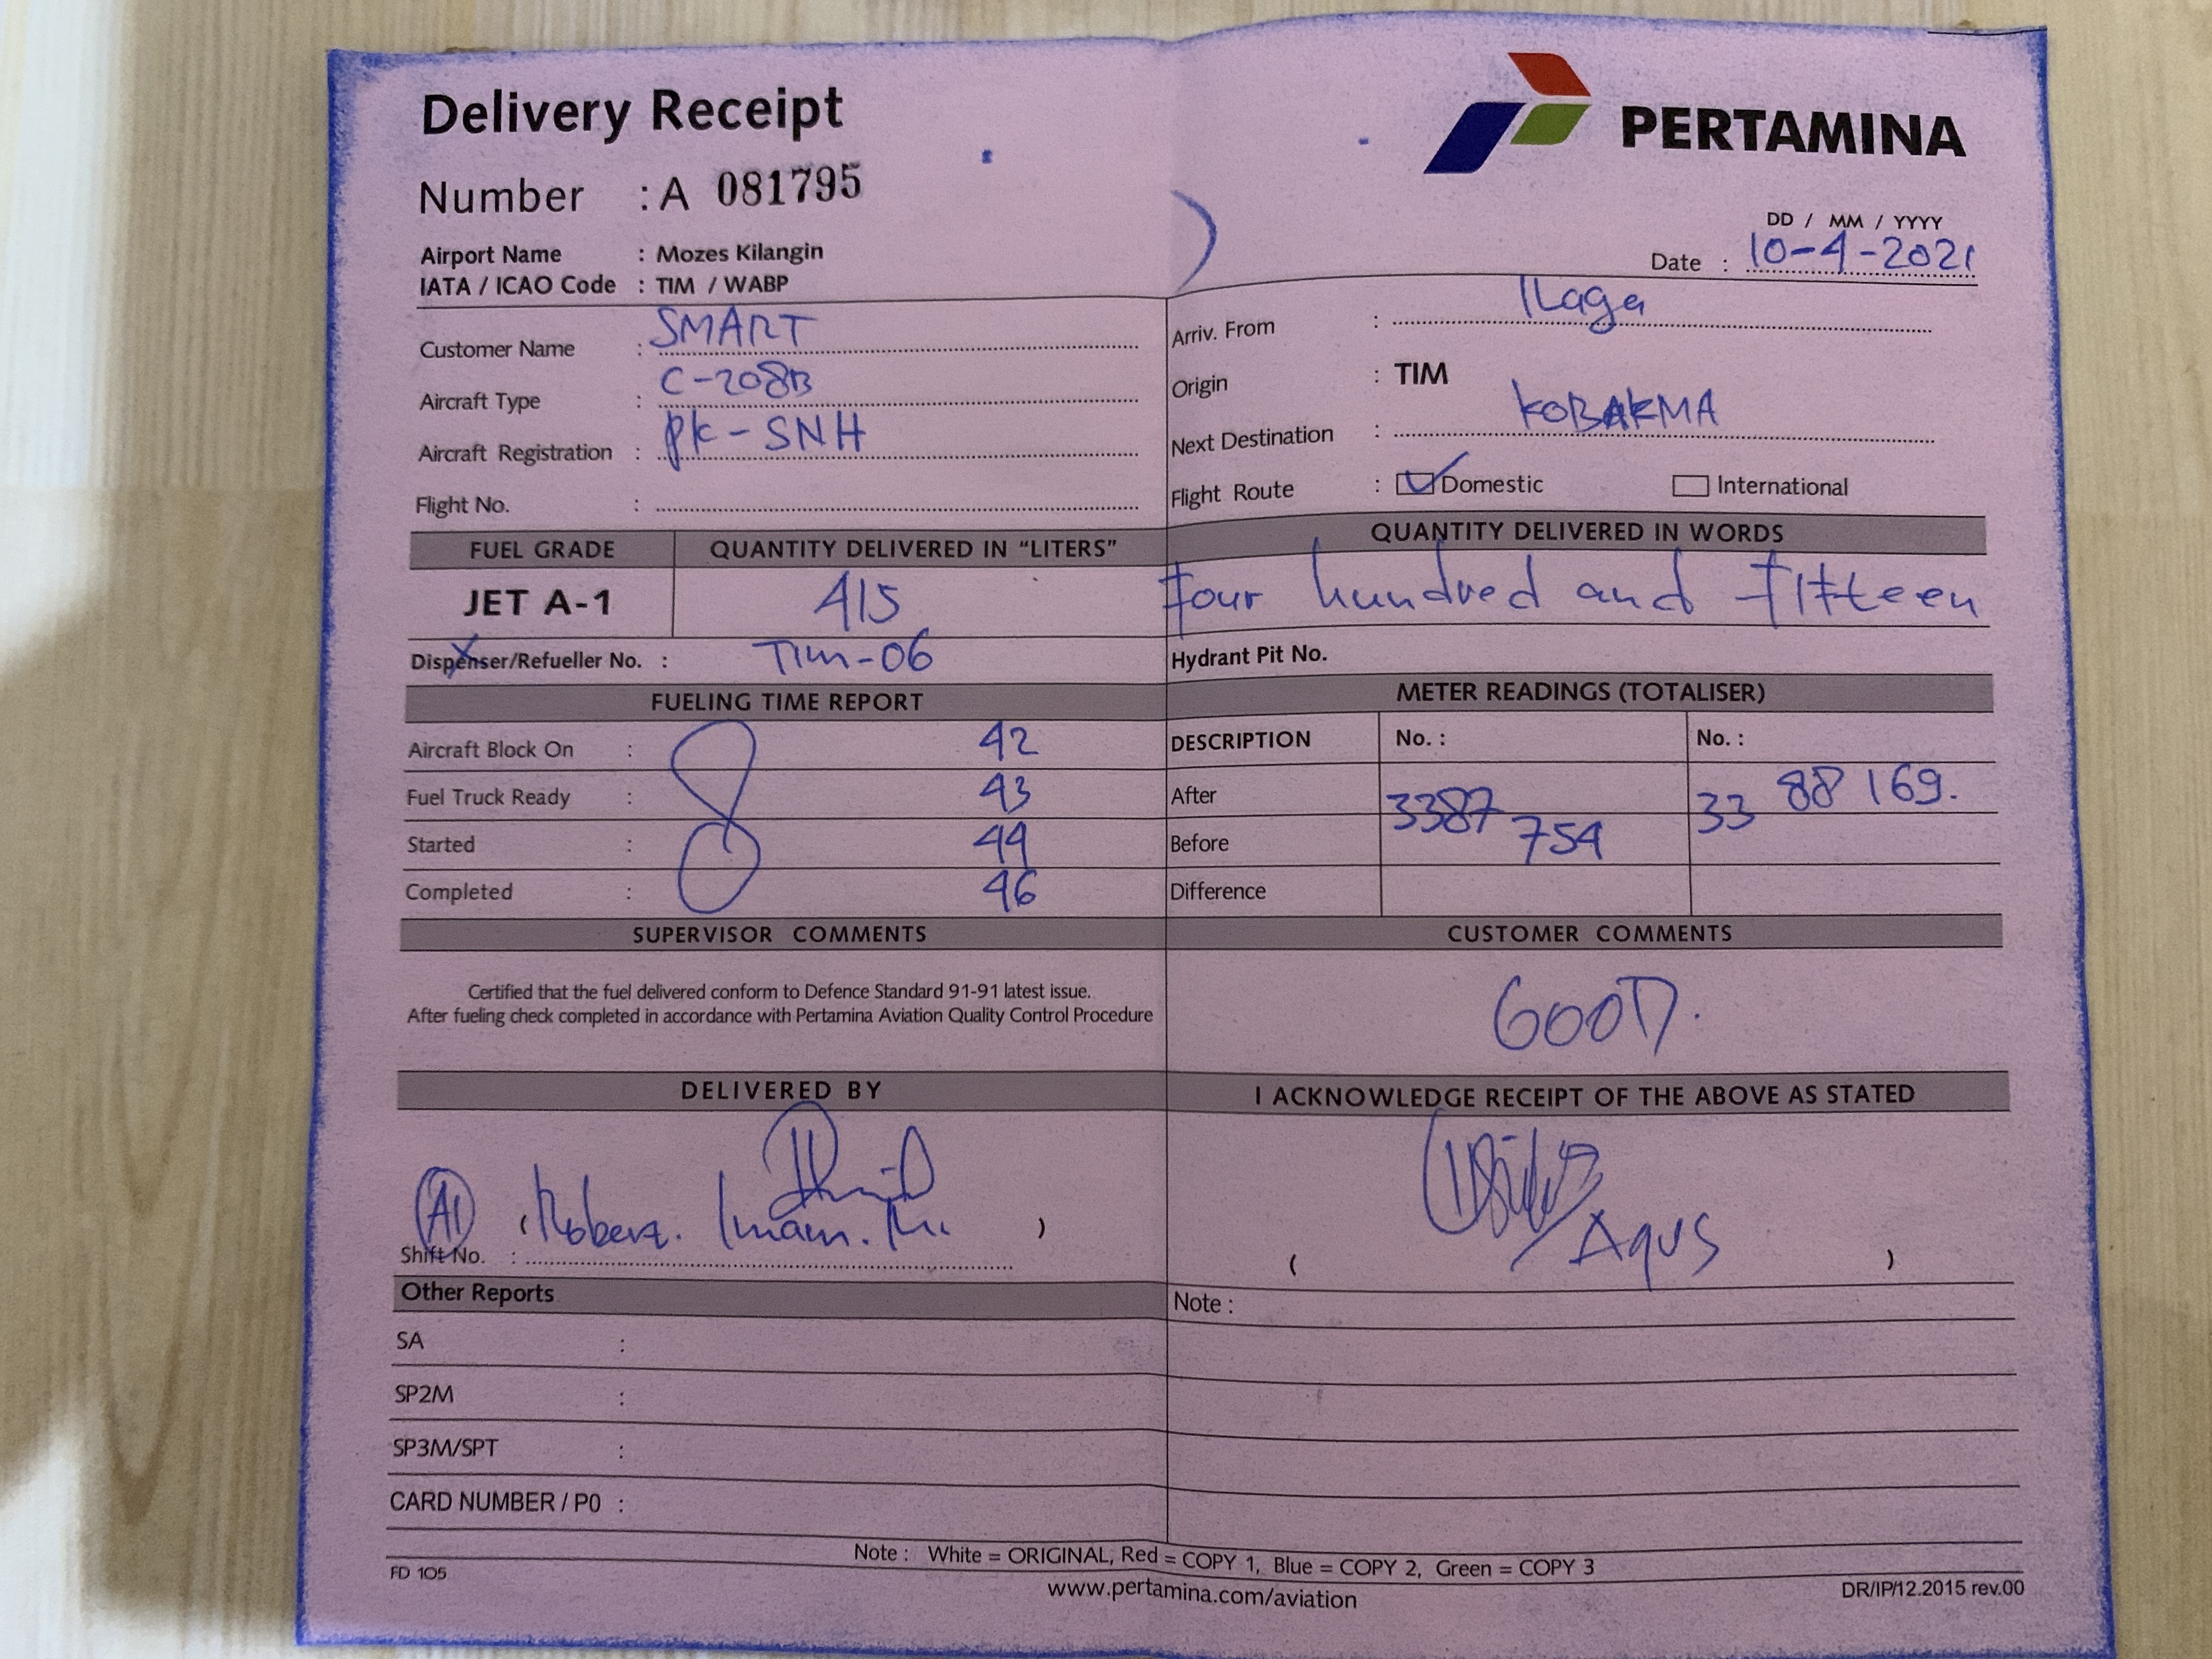 Delivery Receipt
PERTAMINA
Number : A 081795
DD / MM / YYYY
Date : 10-4-2021
Airport Name : Mozes Kilangin
IATA / ICAO Code : TIM / WABP
Customer Name : SMART
Aircraft Type : C-208B
Aircraft Registration : PK-SNH
Flight No. :
Arriv. From : ILaga
Origin : TIM
Next Destination : KOBAKMA
Flight Route : Domestic International
FUEL GRADE QUANTITY DELIVERED IN “LITERS” QUANTITY DELIVERED IN WORDS
JET A-1 415 four hundred and fifteen
Dispenser/Refueller No. : TIM-06 Hydrant Pit No.
FUELING TIME REPORT
Aircraft Block On : 8 42
Fuel Truck Ready : 43
Started : 44
Completed : 46
METER READINGS (TOTALISER)
DESCRIPTION No. : No. :
After 3387 33 88 169.
Before 754
Difference
SUPERVISOR COMMENTS
Certified that the fuel delivered conform to Defence Standard 91-91 latest issue.
After fueling check completed in accordance with Pertamina Aviation Quality Control Procedure
CUSTOMER COMMENTS
GOOD.
DELIVERED BY
A1 ( Imam. )
Shift No. :
I ACKNOWLEDGE RECEIPT OF THE ABOVE AS STATED
( Agus )
Other Reports
SA :
SP2M :
SP3M/SPT :
CARD NUMBER / P0 :
Note :
Note : White = ORIGINAL, Red = COPY 1, Blue = COPY 2, Green = COPY 3
FD 105 www.pertamina.com/aviation DR/IP/12.2015 rev.00